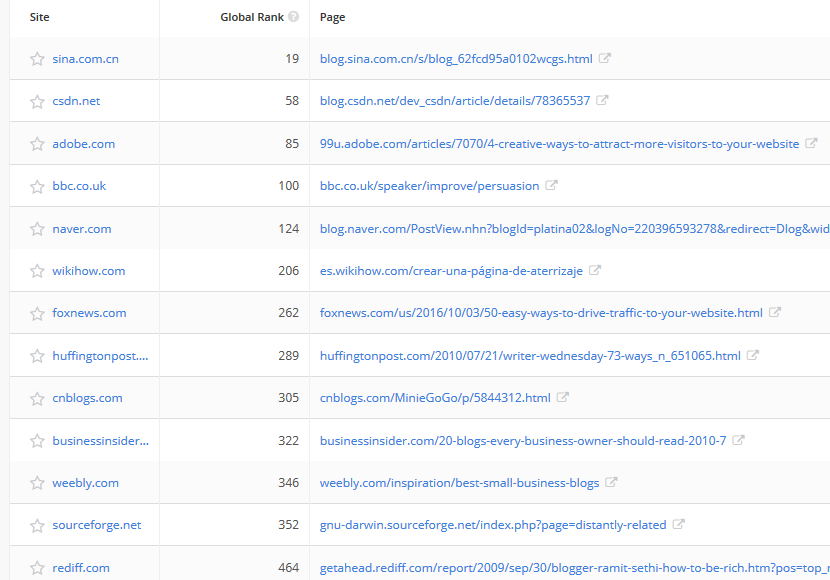 Site Global Rank ? Page
sina.com.cn 19 blog.sina.com.cn/s/blog_62fcd95a0102wcgs.html
csdn.net 58 blog.csdn.net/dev_csdn/article/details/78365537
adobe.com 85 99u.adobe.com/articles/7070/4-creative-ways-to-attract-more-visitors-to-your-website
bbc.co.uk 100 bbc.co.uk/speaker/improve/persuasion
naver.com 124 blog.naver.com/PostView.nhn?blogId=platina02&logNo=220396593278&redirect=Dlog&wid
wikihow.com 206 es.wikihow.com/crear-una-página-de-aterrizaje
foxnews.com 262 foxnews.com/us/2016/10/03/50-easy-ways-to-drive-traffic-to-your-website.html
huffingtonpost.... 289 huffingtonpost.com/2010/07/21/writer-wednesday-73-ways_n_651065.html
cnblogs.com 305 cnblogs.com/MinieGoGo/p/5844312.html
businessinsider... 322 businessinsider.com/20-blogs-every-business-owner-should-read-2010-7
weebly.com 346 weebly.com/inspiration/best-small-business-blogs
sourceforge.net 352 gnu-darwin.sourceforge.net/index.php?page=distantly-related
rediff.com 464 getahead.rediff.com/report/2009/sep/30/blogger-ramit-sethi-how-to-be-rich.htm?pos=top_